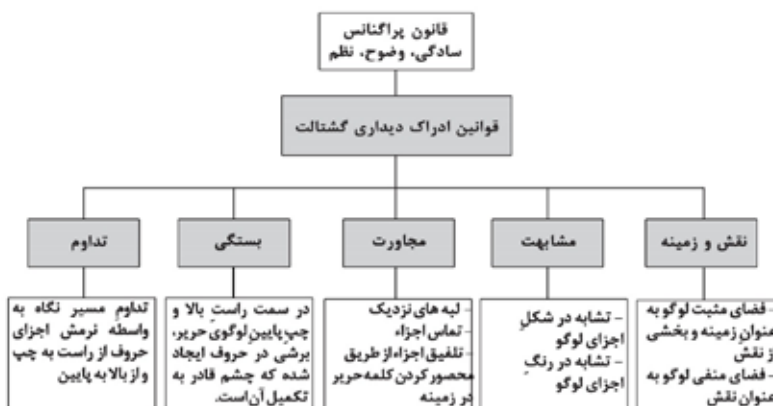 قانون پراگنانس
سادگی، وضوح، نظم
قوانین ادراک دیداری گشتالت
نقش و زمینه
مشابهت
مجاورت
بستگی
تداوم
- فضای مثبت لوگو به
عنوان زمینه و بخشی
از نقش
- فضای منفی لوگو به
عنوان نقش
- تشابه در شکلِ
اجزای لوگو
- تشابه در رنگِ
اجزای لوگو
- لبه های نزدیک
- تماس اجزاء
- تلفیق اجزاء از طریق
محصور کردن کلمه حریر
در زمینه
در سمت راستِ بالا و
چپِ پایینِ لوگوی حریر،
برشی در حروف ایجاد
شده که چشم قادر به
تکمیل آن است.
تداومِ مسیر نگاه به
واسطه نرمش اجزای
حروف از راست به چپ
و از بالا به پایین